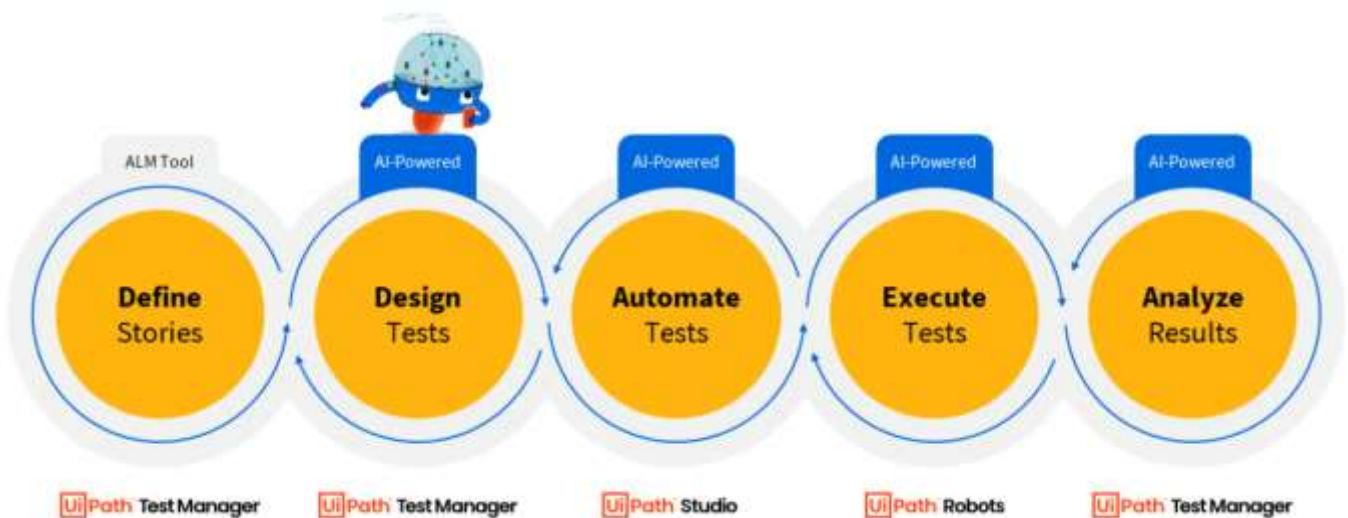 ALM Tool
AI-Powered
AI-Powered
AI-Powered
AI-Powered
Define
Stories
Design
Tests
Automate
Tests
Execute
Tests
Analyze
Results
UiPath Test Manager
UiPath Test Manager
UiPath Studio
UiPath Robots
UiPath Test Manager